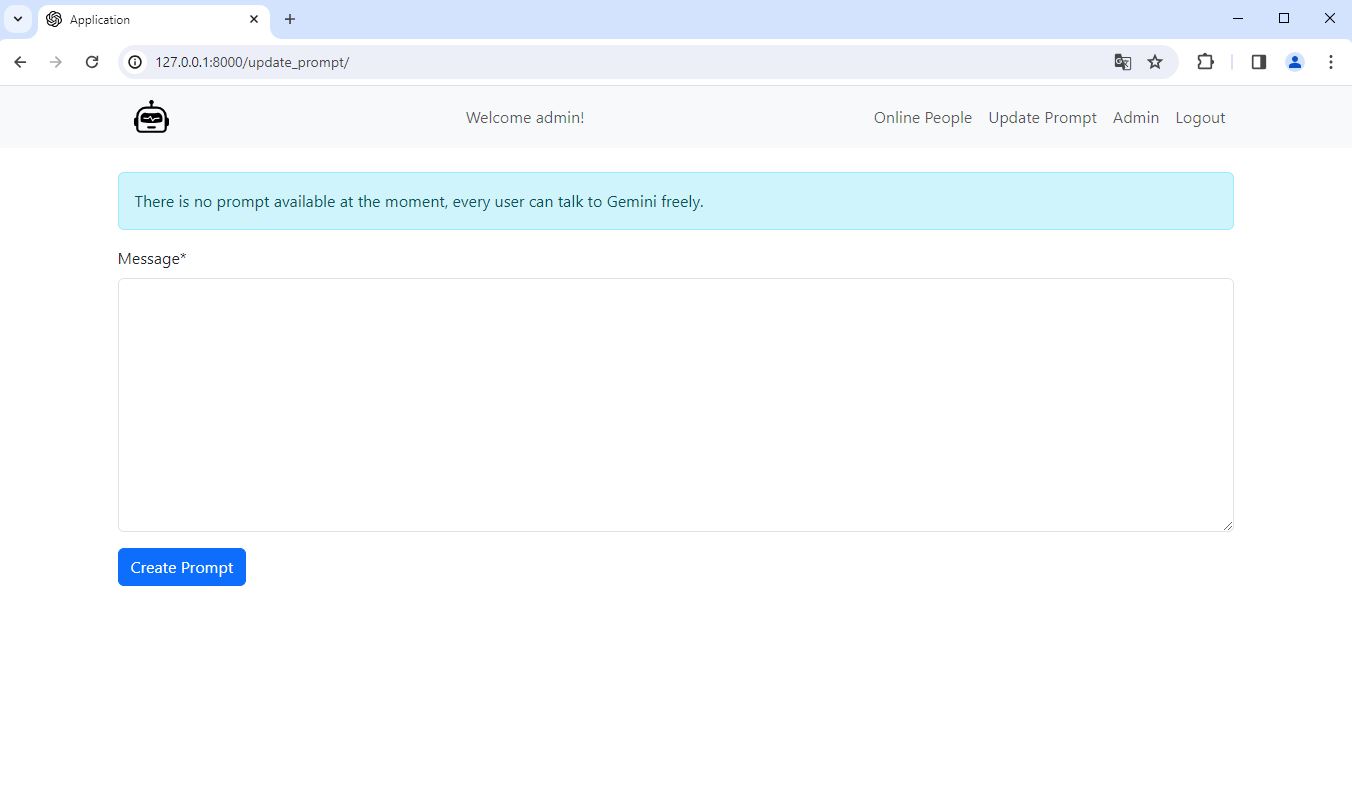 Application
127.0.0.1:8000/update_prompt/
Welcome admin! Online People Update Prompt Admin Logout
There is no prompt available at the moment, every user can talk to Gemini freely.
Message*
Create Prompt